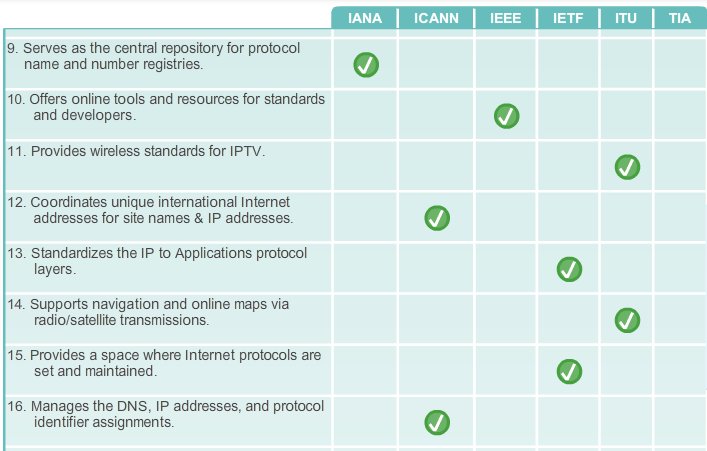 IANA ICANN IEEE IETF ITU TIA
9. Serves as the central repository for protocol
name and number registries.
10. Offers online tools and resources for standards
and developers.
11. Provides wireless standards for IPTV.
12. Coordinates unique international Internet
addresses for site names & IP addresses.
13. Standardizes the IP to Applications protocol
layers.
14. Supports navigation and online maps via
radio/satellite transmissions.
15. Provides a space where Internet protocols are
set and maintained.
16. Manages the DNS, IP addresses, and protocol
identifier assignments.